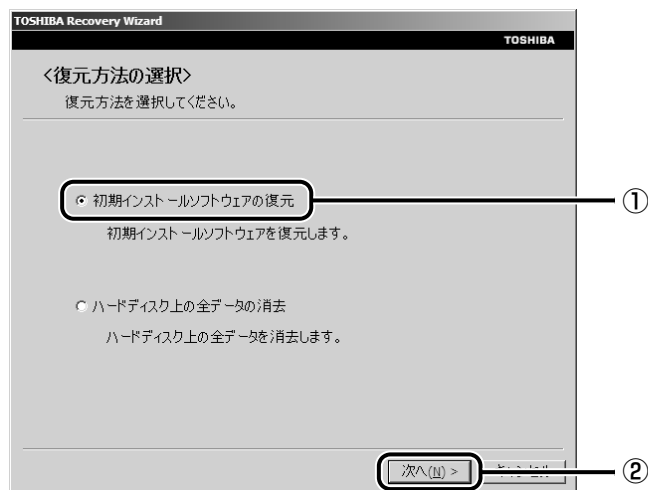 TOSHIBA Recovery Wizard
TOSHIBA
<復元方法の選択>
復元方法を選択してください。
初期インストールソフトウェアの復元
①
初期インストールソフトウェアを復元します。
ハードディスク上の全データの消去
ハードディスク上の全データを消去します。
次へ(N) >
②